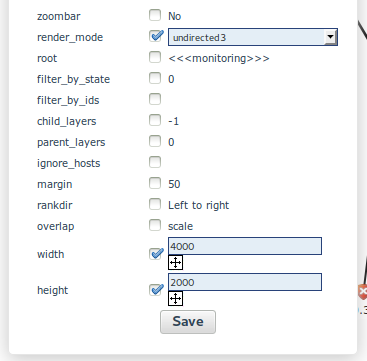 zoombar No
render_mode undirected3
root <<<monitoring>>>
filter_by_state 0
filter_by_ids
child_layers -1
parent_layers 0
ignore_hosts
margin 50
rankdir Left to right
overlap scale
width 4000
height 2000
Save